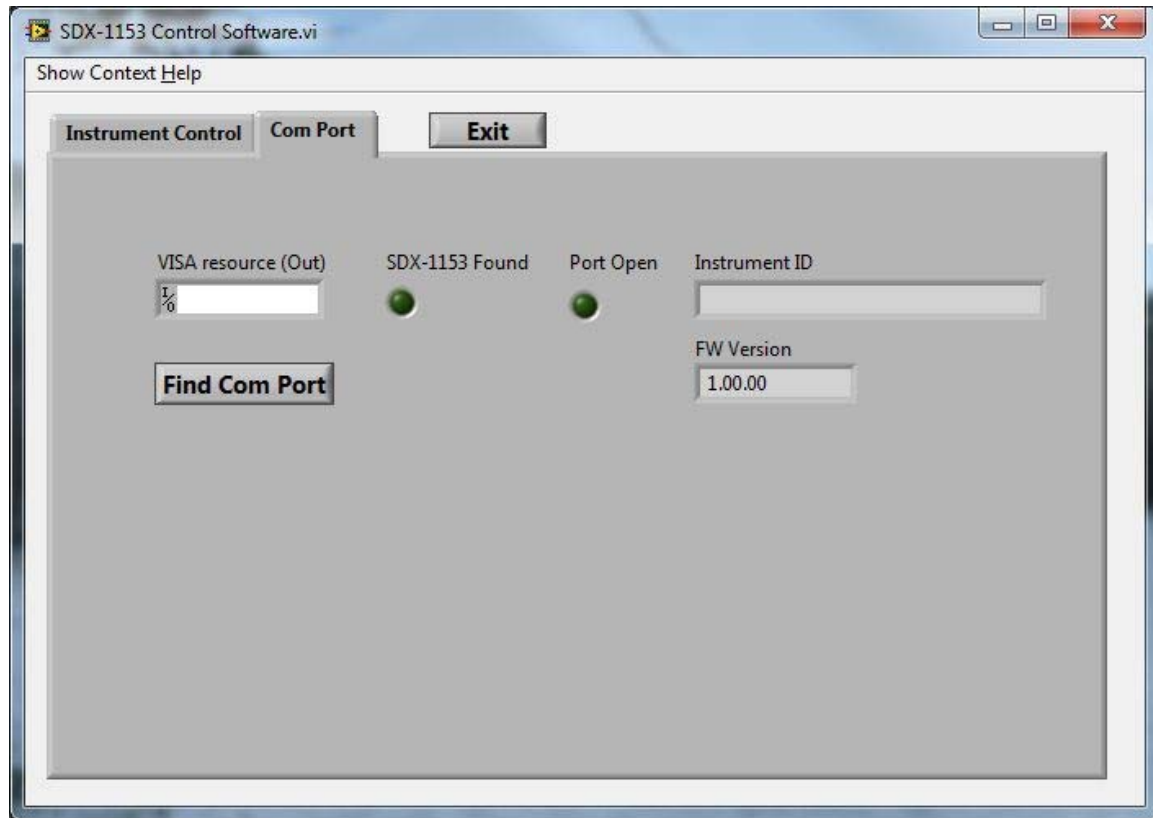 SDX-1153 Control Software.vi
Show Context Help
Instrument Control Com Port Exit
VISA resource (Out) SDX-1153 Found Port Open Instrument ID
I/O
FW Version
Find Com Port 1.00.00